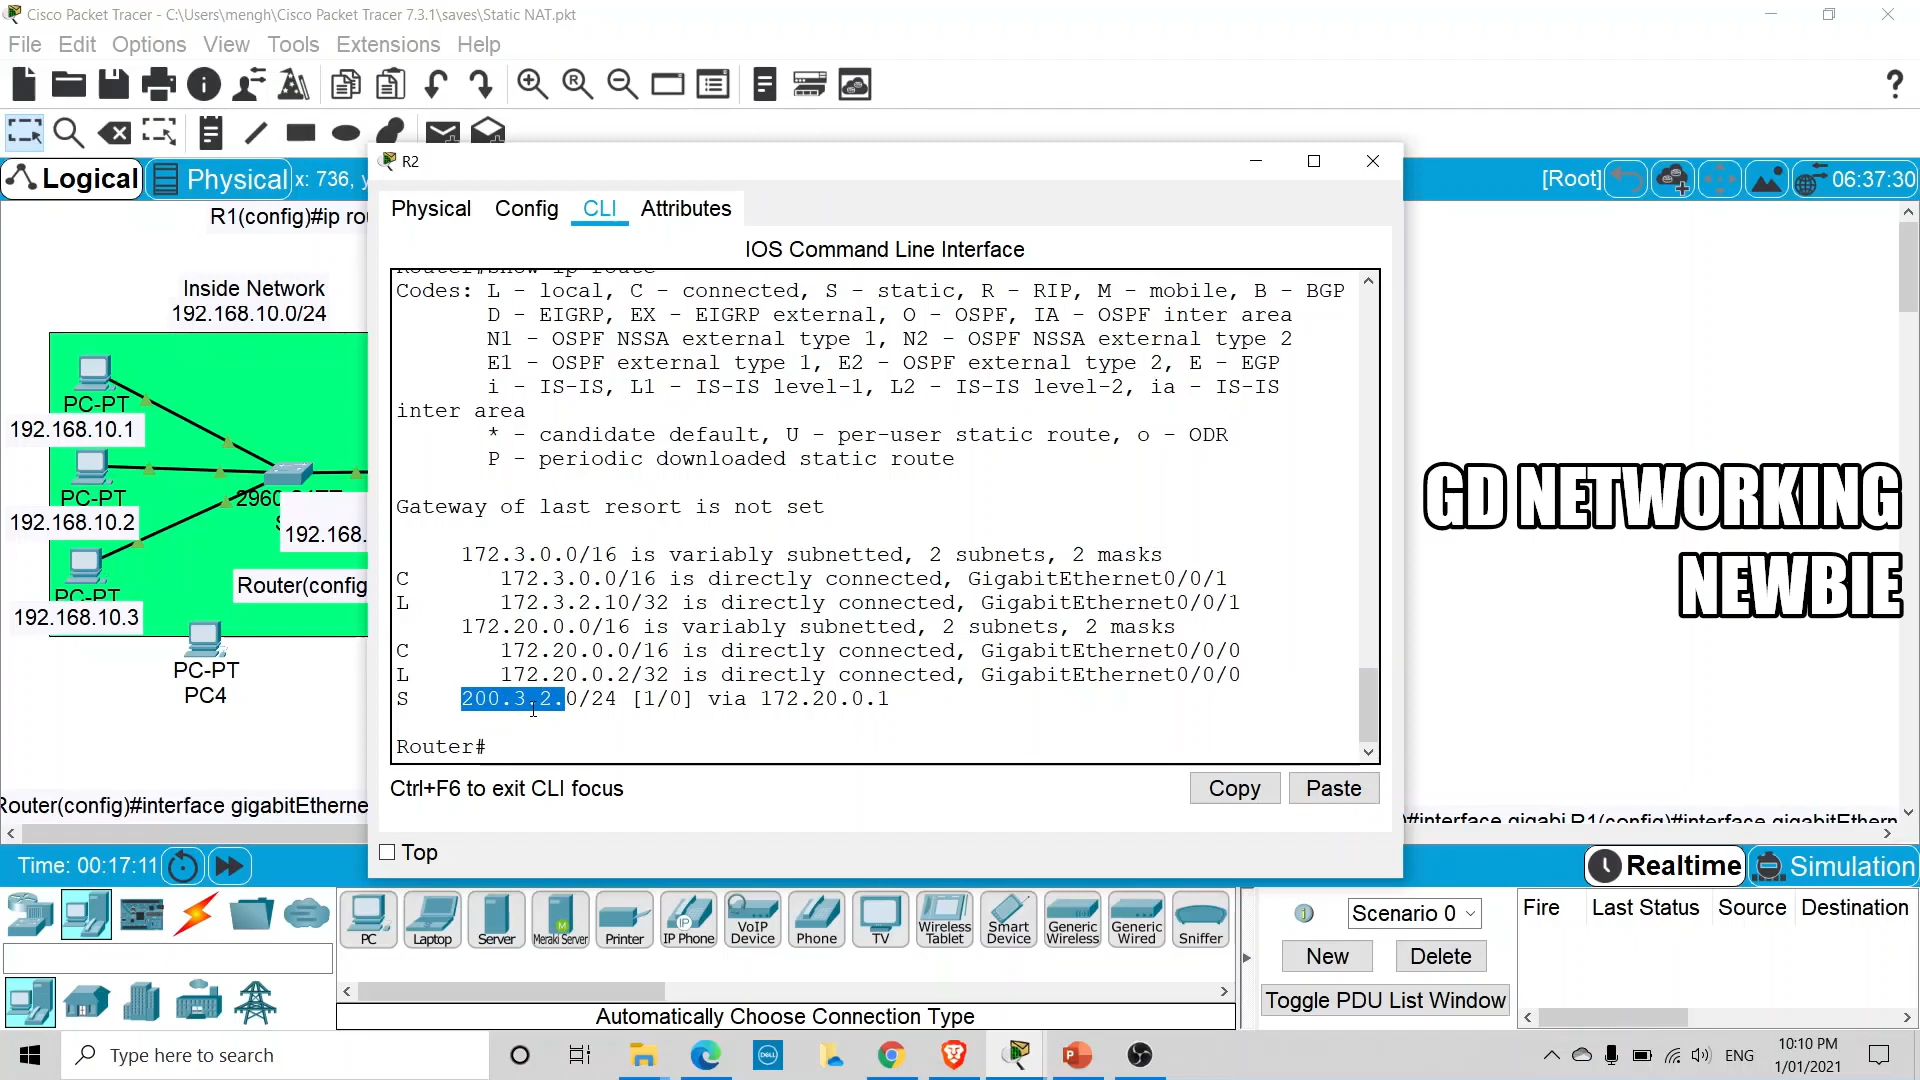 Cisco Packet Tracer - C:\Users\mengh\Cisco Packet Tracer 7.3.1\saves\Static NAT.pkt
File Edit Options View Tools Extensions Help
R2
Logical
Physical
x: 736, y
[Root]
06:37:30
R1(config)#ip rou
Inside Network
192.168.10.0/24
PC-PT
192.168.10.1
PC-PT
192.168.10.2
PC-PT
192.168.10.3
2960
192.168.
Router(config)
PC-PT
PC4
Router(config)#interface gigabitEtherne
Physical Config CLI Attributes
IOS Command Line Interface
Router#show ip route
Codes: L - local, C - connected, S - static, R - RIP, M - mobile, B - BGP
D - EIGRP, EX - EIGRP external, O - OSPF, IA - OSPF inter area
N1 - OSPF NSSA external type 1, N2 - OSPF NSSA external type 2
E1 - OSPF external type 1, E2 - OSPF external type 2, E - EGP
i - IS-IS, L1 - IS-IS level-1, L2 - IS-IS level-2, ia - IS-IS
inter area
* - candidate default, U - per-user static route, o - ODR
P - periodic downloaded static route
Gateway of last resort is not set
172.3.0.0/16 is variably subnetted, 2 subnets, 2 masks
C 172.3.0.0/16 is directly connected, GigabitEthernet0/0/1
L 172.3.2.10/32 is directly connected, GigabitEthernet0/0/1
172.20.0.0/16 is variably subnetted, 2 subnets, 2 masks
C 172.20.0.0/16 is directly connected, GigabitEthernet0/0/0
L 172.20.0.2/32 is directly connected, GigabitEthernet0/0/0
S 200.3.2.0/24 [1/0] via 172.20.0.1
Router#
Ctrl+F6 to exit CLI focus
Copy Paste
Top
GD NETWORKING
NEWBIE
)#interface gigabi R1(config)#interface gigabitEthern
Time: 00:17:11
Realtime
Simulation
PC
Laptop
Server
Meraki Server
Printer
IP Phone
VoIP
Device
Phone
TV
Wireless
Tablet
Smart
Device
Generic
Wireless
Generic
Wired
Sniffer
Automatically Choose Connection Type
Scenario 0
New Delete
Toggle PDU List Window
Fire Last Status Source Destination
Type here to search
ENG
10:10 PM
1/01/2021